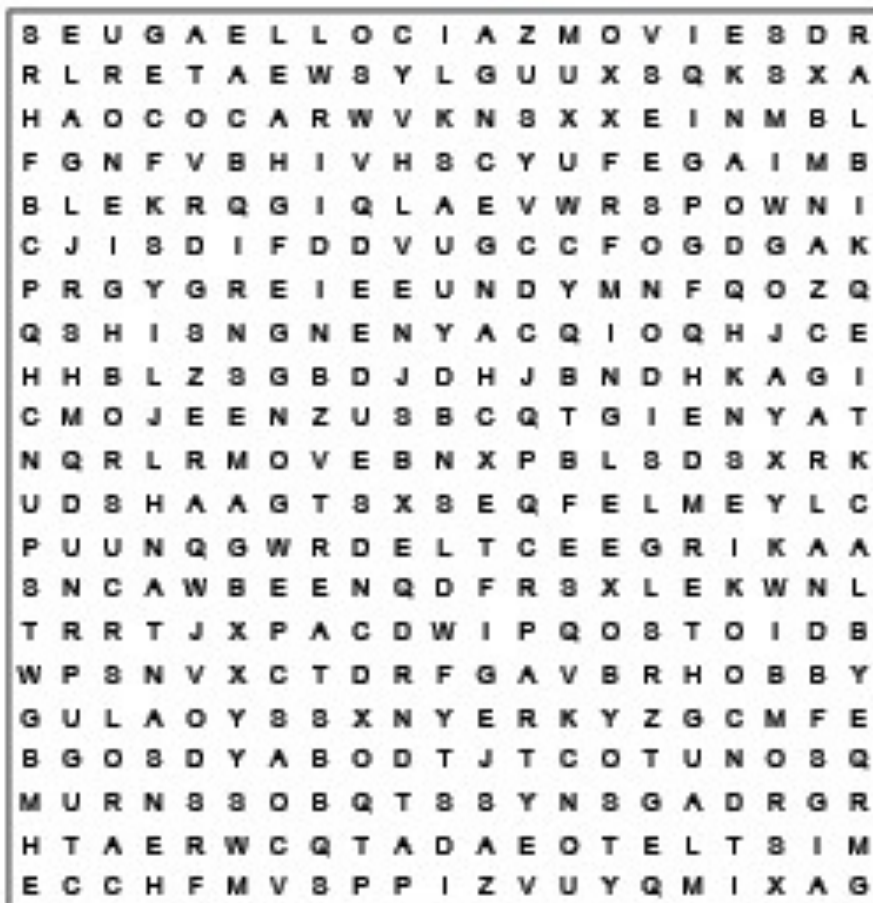 S E U G A E L L O C I A Z M O V I E S D R
R L R E T A E W S Y L G U U X S Q K S X A
H A O C O C A R W V K N S X X E I N M B L
F G N F V B H I V H S C Y U F E G A I M B
B L E K R Q G I Q L A E V W R S P O W N I
C J I S D I F D D V U G C C F O G D G A K
P R G Y G R E I E E U N D Y M N F Q O Z Q
Q S H I S N G N E N Y A C Q I O Q H J C E
H H B L Z S G B D J D H J B N D H K A G I
C M O J E E N Z U S B C Q T G I E N Y A T
N Q R L R M O V E B N X P B L S D S X R K
U D S H A A G T S X S E Q F E L M E Y L C
P U U N Q G W R D E L T C E E G R I K A A
S N C A W B E E N Q D F R S X L E K W N L
T R R T J X P A C D W I P Q O S T O I D B
W P S N V X C T D R F G A V B R H O B B Y
G U L A O Y S S X N Y E R K Y Z G C M F E
B G O S D Y A B O D T J T C O T U N O S Q
M U R N S S O B Q T S S Y N S G A D R G R
H T A E R W C Q T A D A E O T E L T S I M
E C C H F M V S P P I Z V U Y Q M I X A G